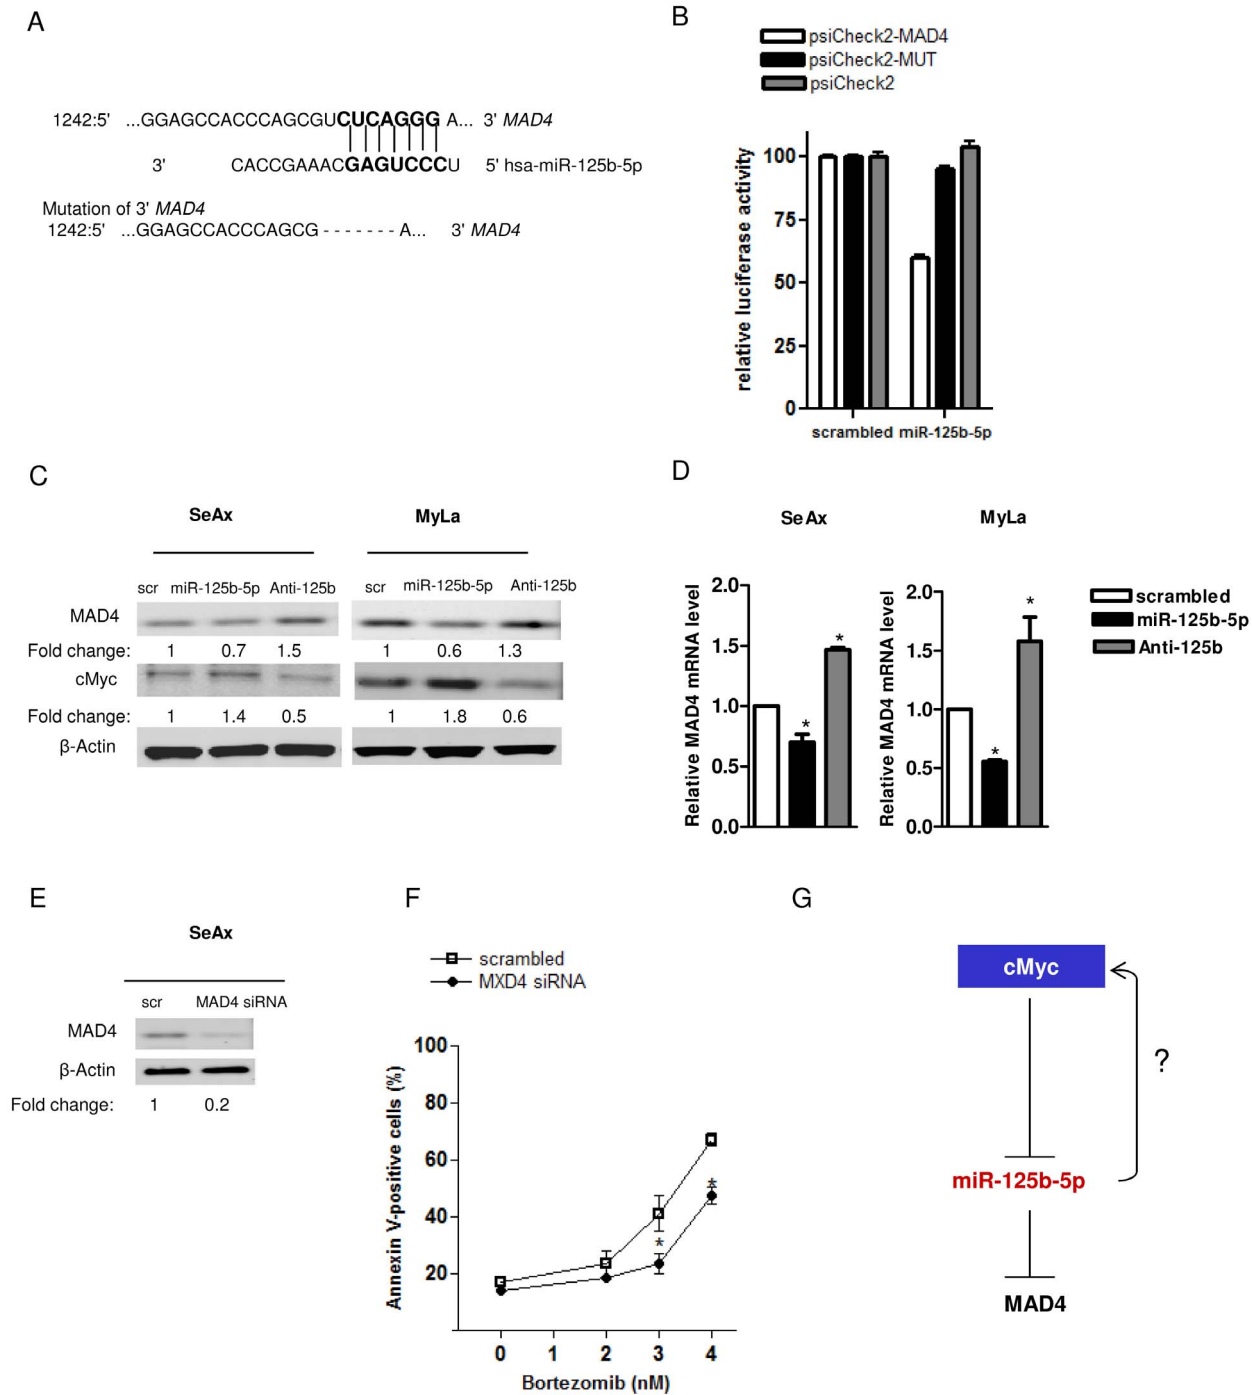 A
1242:5' ...GGAGCCACCCAGCGUCUCAGGG A... 3' MAD4
3' CACCGAAACGAGUCCCU 5' hsa-miR-125b-5p
Mutation of 3' MAD4
1242:5' ...GGAGCCACCCAGCG - - - - - - - A... 3' MAD4
B
psiCheck2-MAD4
psiCheck2-MUT
psiCheck2
relative luciferase activity
100
75
50
25
0
scrambled miR-125b-5p
C
SeAx MyLa
scr miR-125b-5p Anti-125b scr miR-125b-5p Anti-125b
MAD4
Fold change: 1 0.7 1.5 1 0.6 1.3
cMyc
Fold change: 1 1.4 0.5 1 1.8 0.6
β-Actin
D
SeAx
Relative MAD4 mRNA level
2.0
1.5
1.0
0.5
0.0
*
*
MyLa
Relative MAD4 mRNA level
2.0
1.5
1.0
0.5
0.0
*
*
scrambled
miR-125b-5p
Anti-125b
E
SeAx
scr MAD4 siRNA
MAD4
β-Actin
Fold change: 1 0.2
F
scrambled
MXD4 siRNA
Annexin V-positive cells (%)
100
80
60
40
20
*
*
0 1 2 3 4
Bortezomib (nM)
G
cMyc
?
miR-125b-5p
MAD4